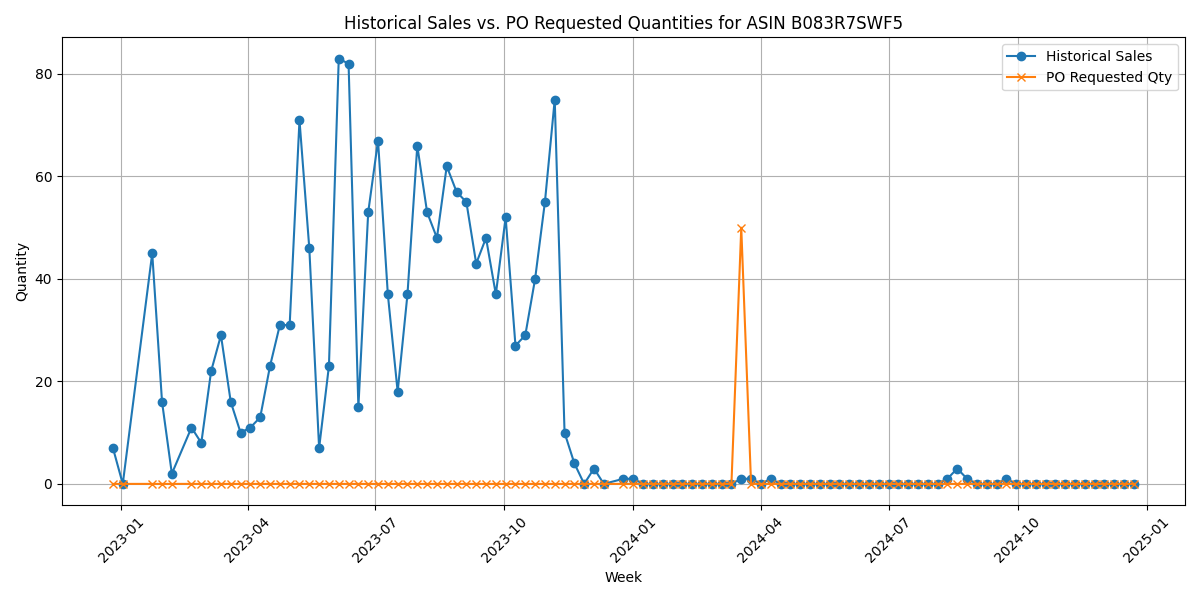 Historical Sales vs. PO Requested Quantities for ASIN B083R7SWF5
Historical Sales
PO Requested Qty
80
60
40
20
0
Quantity
2023-01
2023-04
2023-07
2023-10
2024-01
2024-04
2024-07
2024-10
2025-01
Week